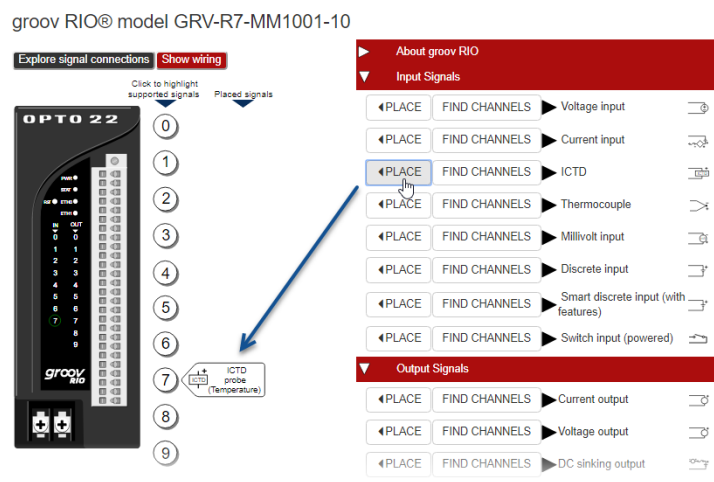 groov RIO® model GRV-R7-MM1001-10
Explore signal connections
Show wiring
Click to highlight
supported signals
Placed signals
OPTO 22
PWR
STAT
RST
ETH0
ETH1
IN
OUT
0
0
1
1
2
2
3
3
4
4
5
5
6
6
7
7
8
9
groov
RIO
0
1
2
3
4
5
6
7
8
9
ICTD
ICTD
probe
(Temperature)
About groov RIO
Input Signals
PLACE
FIND CHANNELS
Voltage input
PLACE
FIND CHANNELS
Current input
PLACE
FIND CHANNELS
ICTD
PLACE
FIND CHANNELS
Thermocouple
PLACE
FIND CHANNELS
Millivolt input
PLACE
FIND CHANNELS
Discrete input
PLACE
FIND CHANNELS
Smart discrete input (with
features)
PLACE
FIND CHANNELS
Switch input (powered)
Output Signals
PLACE
FIND CHANNELS
Current output
PLACE
FIND CHANNELS
Voltage output
PLACE
FIND CHANNELS
DC sinking output